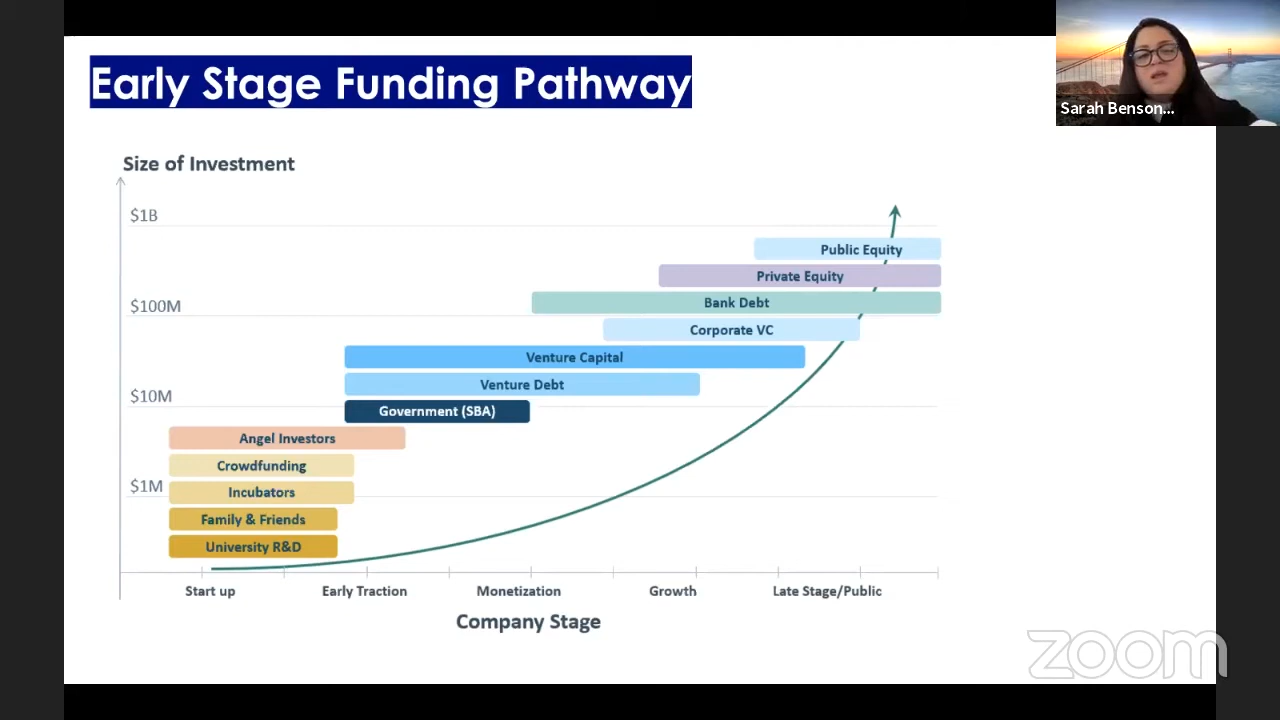 Early Stage Funding Pathway
Sarah Benson...
Size of Investment
$1B
Public Equity
Private Equity
Bank Debt
$100M
Corporate VC
Venture Capital
Venture Debt
$10M
Government (SBA)
Angel Investors
Crowdfunding
$1M
Incubators
Family & Friends
University R&D
Start up Early Traction Monetization Growth Late Stage/Public
Company Stage
zoom